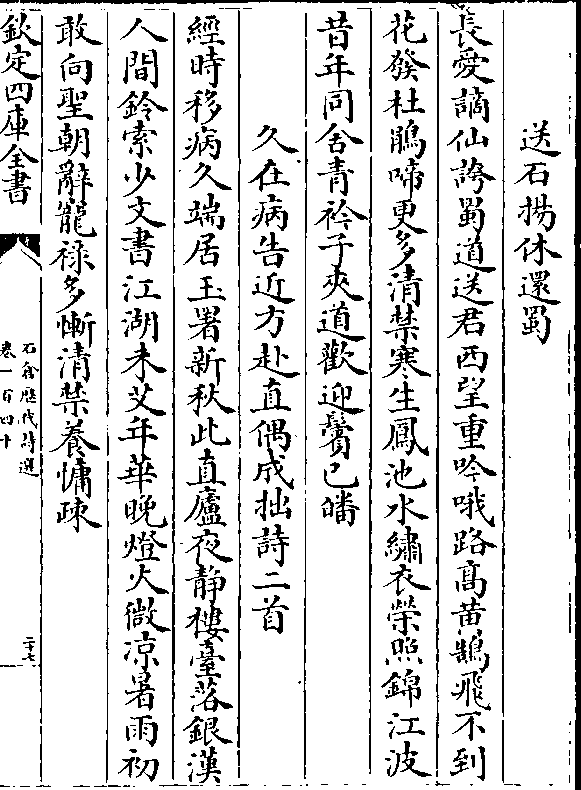 送石揚休還蜀
長愛謫仙誇蜀道送君西望重吟哦路高黄鵠飛不到
花發杜鵑啼更多清禁寒生鳳池水繡衣榮照錦江波
昔年同舍青衿子夾道歡迎鬢已皤
久在病告近方赴直偶成拙詩二首
經時移病久端居玉署新秋此直廬夜静樓臺落銀漢
人間鈴索少文書江湖未艾年華晚燈火微凉暑雨初
敢向聖朝辭寵禄多慚清禁養慵疎
欽定四庫全書
石倉歷代詩選
卷一百四十
二十七